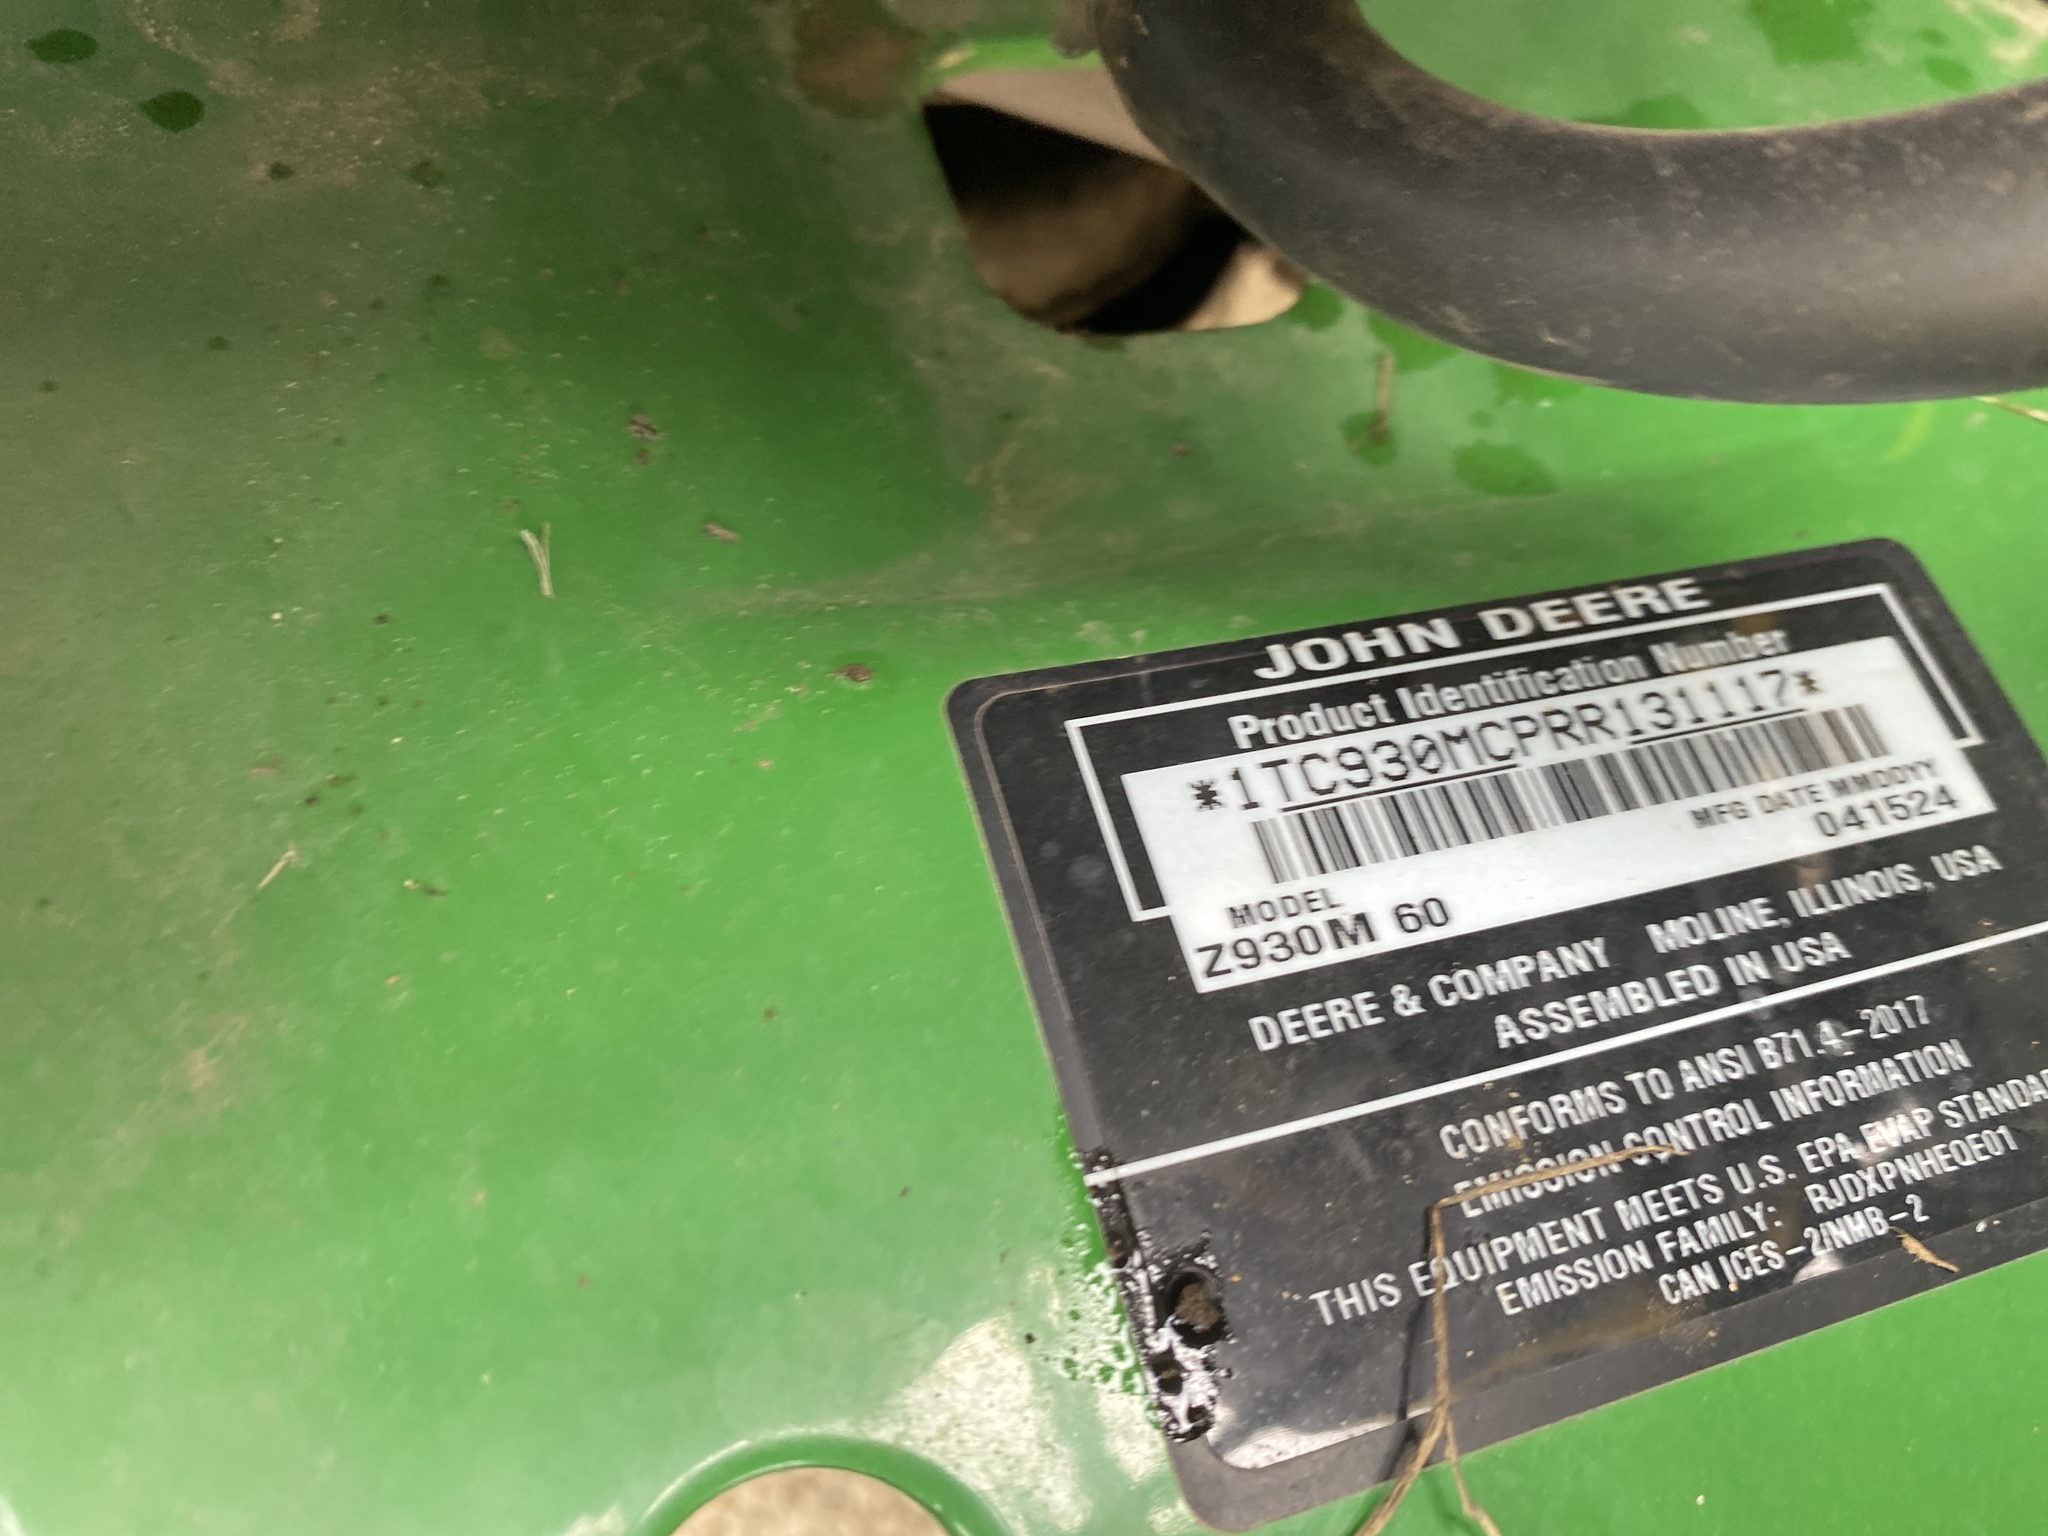 JOHN DEERE
Product Identification Number
*1TC930MCPRR131117*
MFG DATE MMDDYY
041524
MODEL
Z930M 60
DEERE & COMPANY MOLINE, ILLINOIS, USA
ASSEMBLED IN USA
CONFORMS TO ANSI B71.4-2017
EMISSION CONTROL INFORMATION
THIS EQUIPMENT MEETS U.S. EPA EVAP STANDA
EMISSION FAMILY: RJDXPNHEQE01
CAN ICES-2/NMB-2